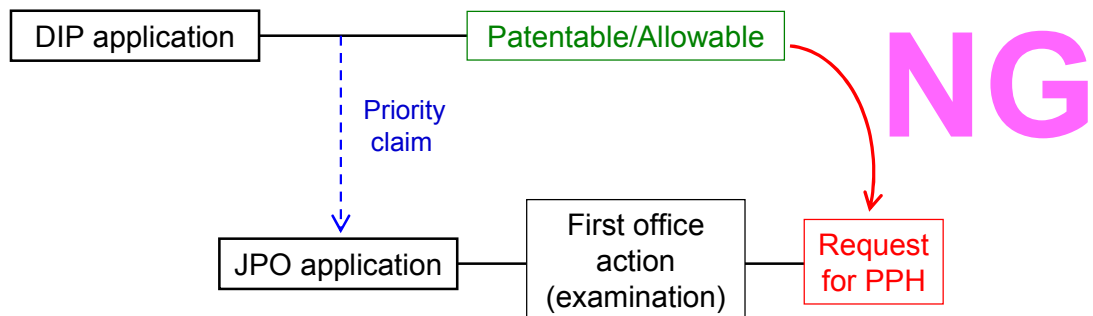 DIP application
Patentable/Allowable
NG
Priority
claim
JPO application
First office
action
(examination)
Request
for PPH